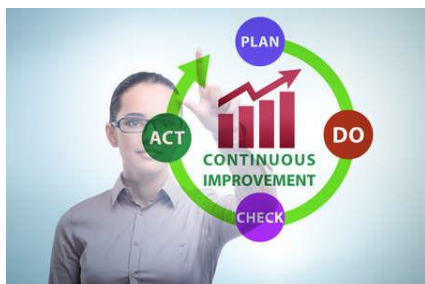 PLAN
DO
CHECK
ACT
CONTINUOUS
IMPROVEMENT